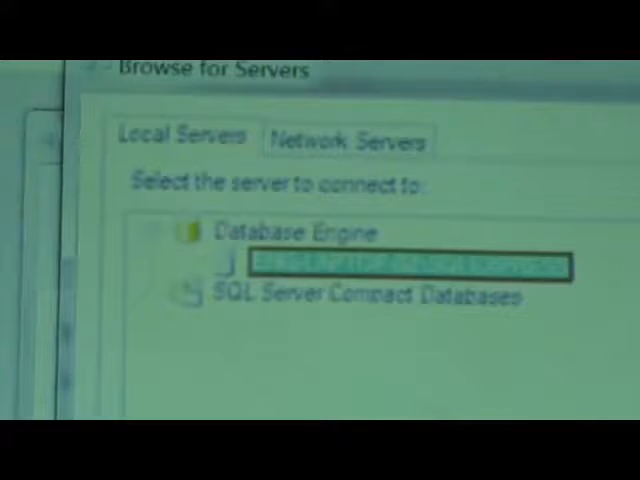 Browse for Servers
Local Servers
Network Servers
Select the server to connect to:
Database Engine
SQL Server Compact Databases